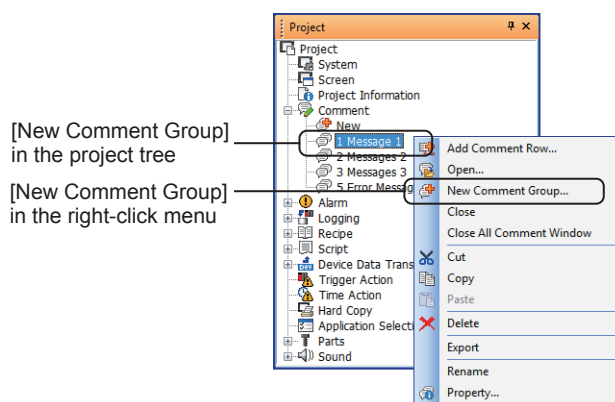 Project
Project
System
Screen
Project Information
Comment
New
[New Comment Group]
in the project tree
1 Message 1
2 Messages 2
3 Messages 3
5 Error Messag
[New Comment Group]
in the right-click menu
Alarm
Logging
Recipe
Script
Device Data Trans
Trigger Action
Time Action
Hard Copy
Application Selecti
Parts
Sound
Add Comment Row...
Open...
New Comment Group...
Close
Close All Comment Window
Cut
Copy
Paste
Delete
Export
Rename
Property...